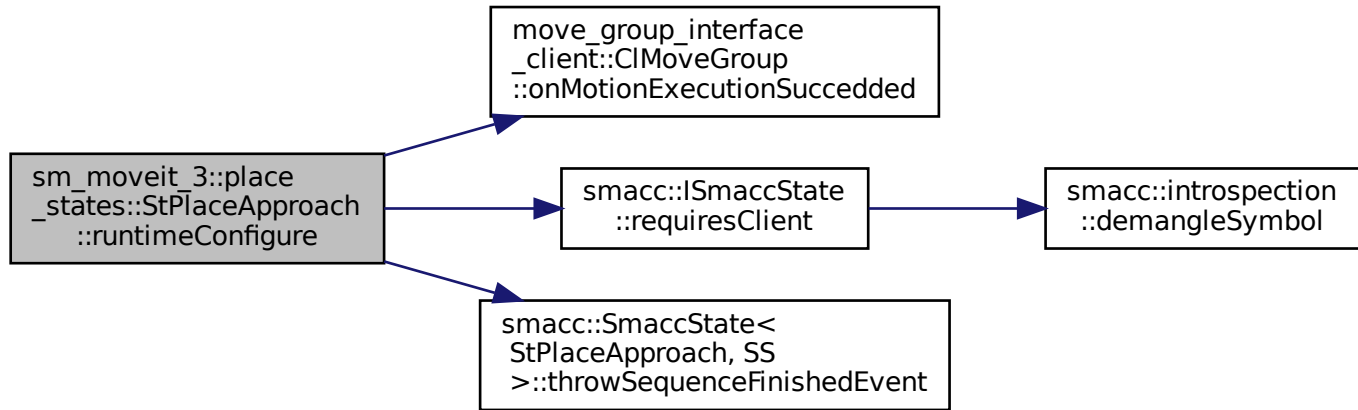 sm_moveit_3::place
_states::StPlaceApproach
::runtimeConfigure
move_group_interface
_client::ClMoveGroup
::onMotionExecutionSuccedded
smacc::ISmaccState
::requiresClient
smacc::introspection
::demangleSymbol
smacc::SmaccState<
StPlaceApproach, SS
>::throwSequenceFinishedEvent